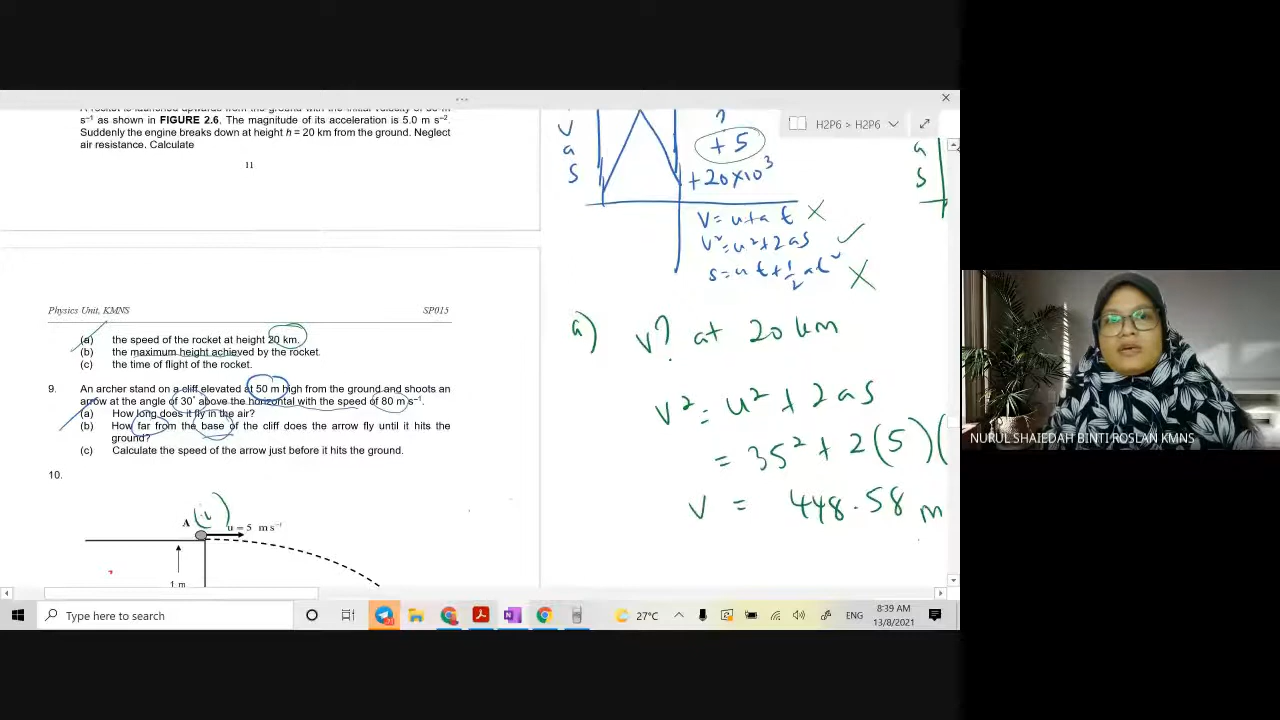 s⁻¹ as shown in FIGURE 2.6. The magnitude of its acceleration is 5.0 m s⁻².
Suddenly the engine breaks down at height h = 20 km from the ground. Neglect
air resistance. Calculate
11
Physics Unit, KMNS SP015
(a) the speed of the rocket at height 20 km.
(b) the maximum height achieved by the rocket.
(c) the time of flight of the rocket.
9. An archer stand on a cliff elevated at 50 m high from the ground and shoots an
arrow at the angle of 30˚ above the horizontal with the speed of 80 m s⁻¹.
(a) How long does it fly in the air?
(b) How far from the base of the cliff does the arrow fly until it hits the
ground?
(c) Calculate the speed of the arrow just before it hits the ground.
10.
A
u = 5 m s⁻¹
1 m
H2P6 > H2P6
v
a +5
s +20×10³
v = u + a t ×
v² = u² + 2 a s ✓
s = u t + 1/2 a t² ×
a
s
a) v? at 20 km
v² = u² + 2 a s
= 35² + 2 (5) (
v = 448.58 m
NURUL SHAIEDAH BINTI ROSLAN KMNS
Type here to search
27°C
ENG
8:39 AM
13/8/2021